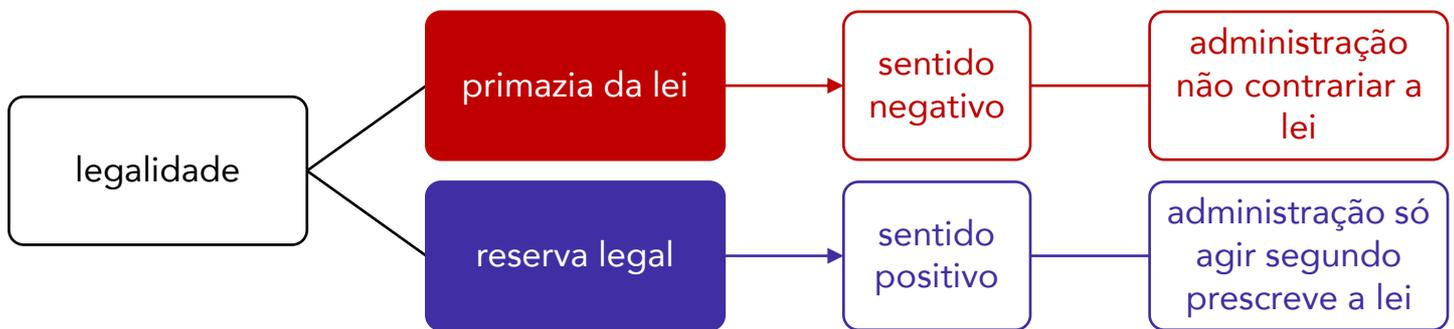 legalidade
primazia da lei
sentido
negativo
administração
não contrariar a
lei
reserva legal
sentido
positivo
administração só
agir segundo
prescreve a lei